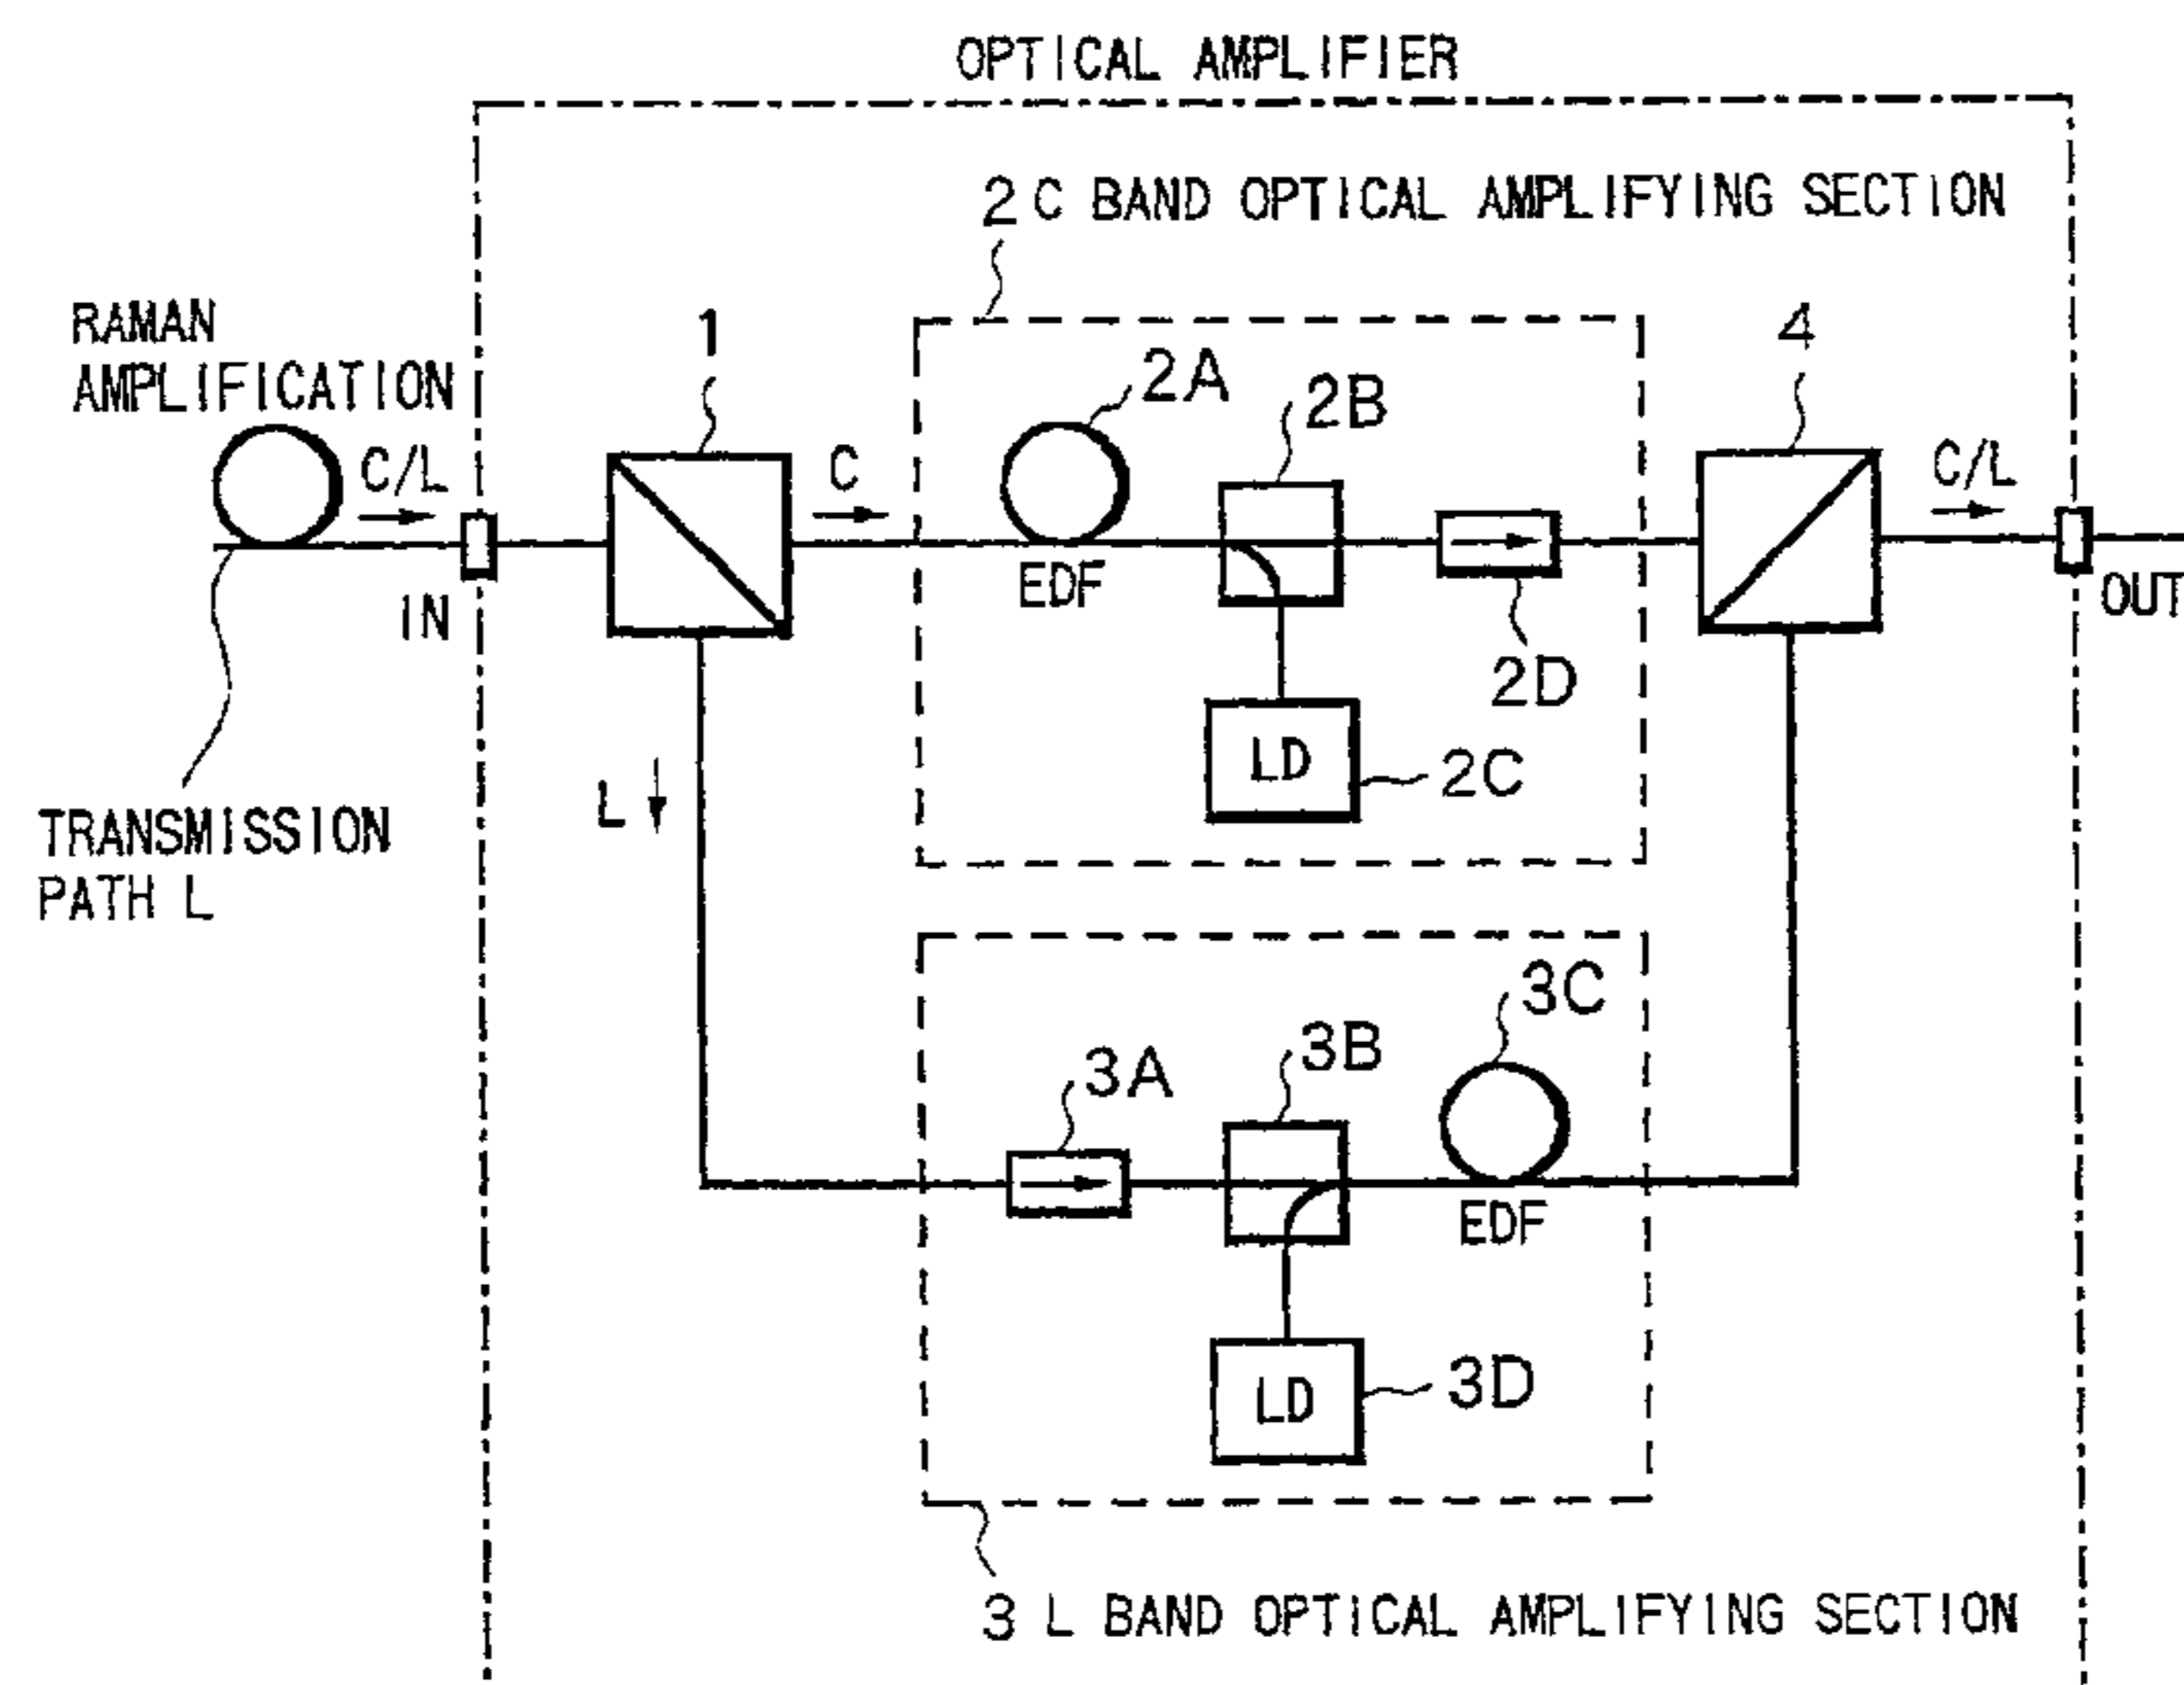 OPTICAL AMPLIFIER
2 C BAND OPTICAL AMPLIFYING SECTION
RAMAN
AMPLIFICATION
1
4
2A
2B
C/L
C
C/L
EDF
IN
OUT
2D
LD
2C
L
TRANSMISSION
PATH L
3C
3B
3A
EDF
LD
3D
3 L BAND OPTICAL AMPLIFYING SECTION